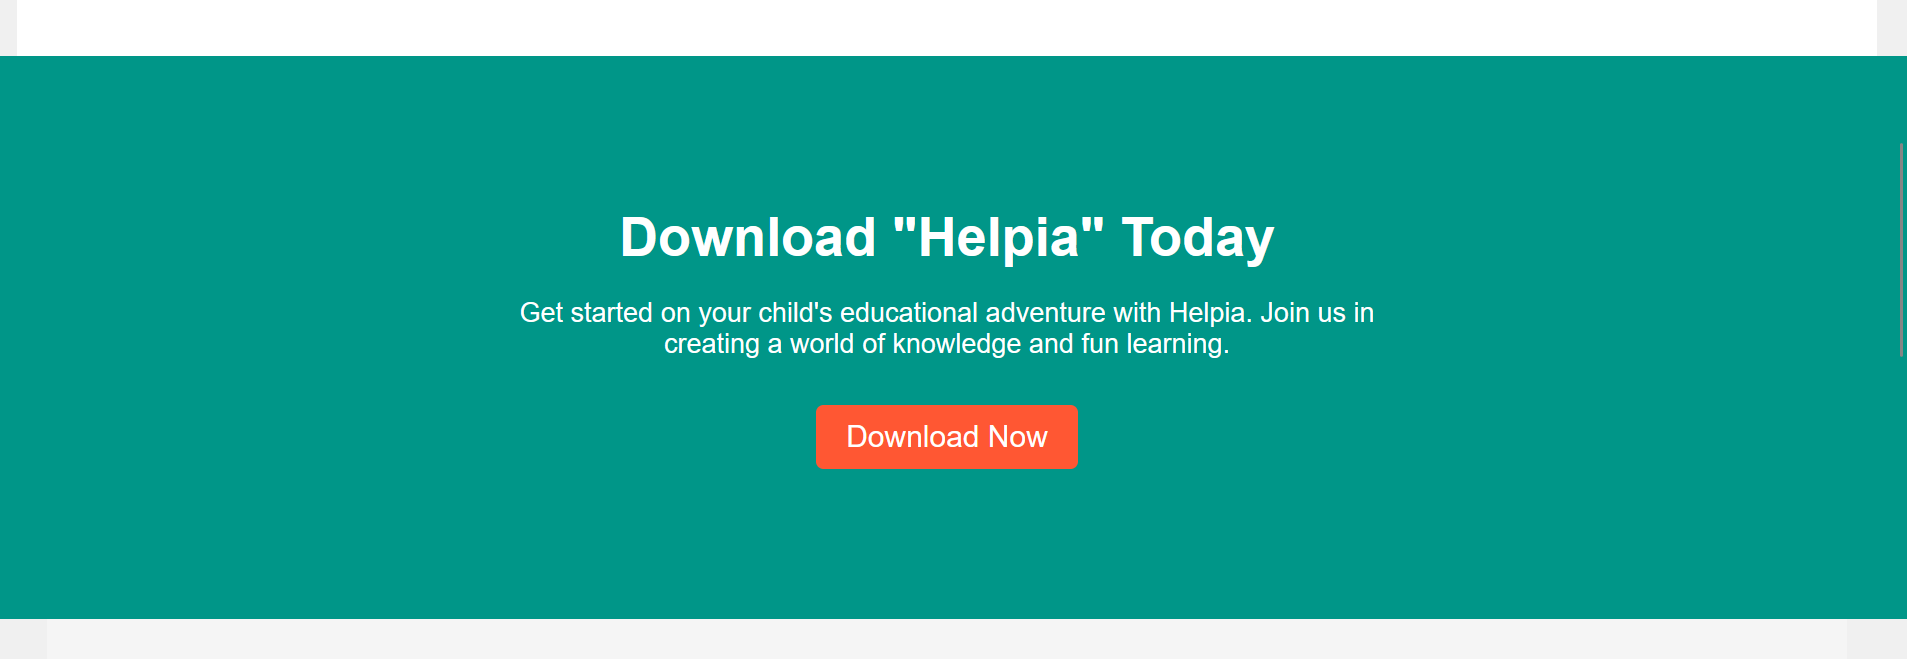 Download "Helpia" Today
Get started on your child's educational adventure with Helpia. Join us in
creating a world of knowledge and fun learning.
Download Now